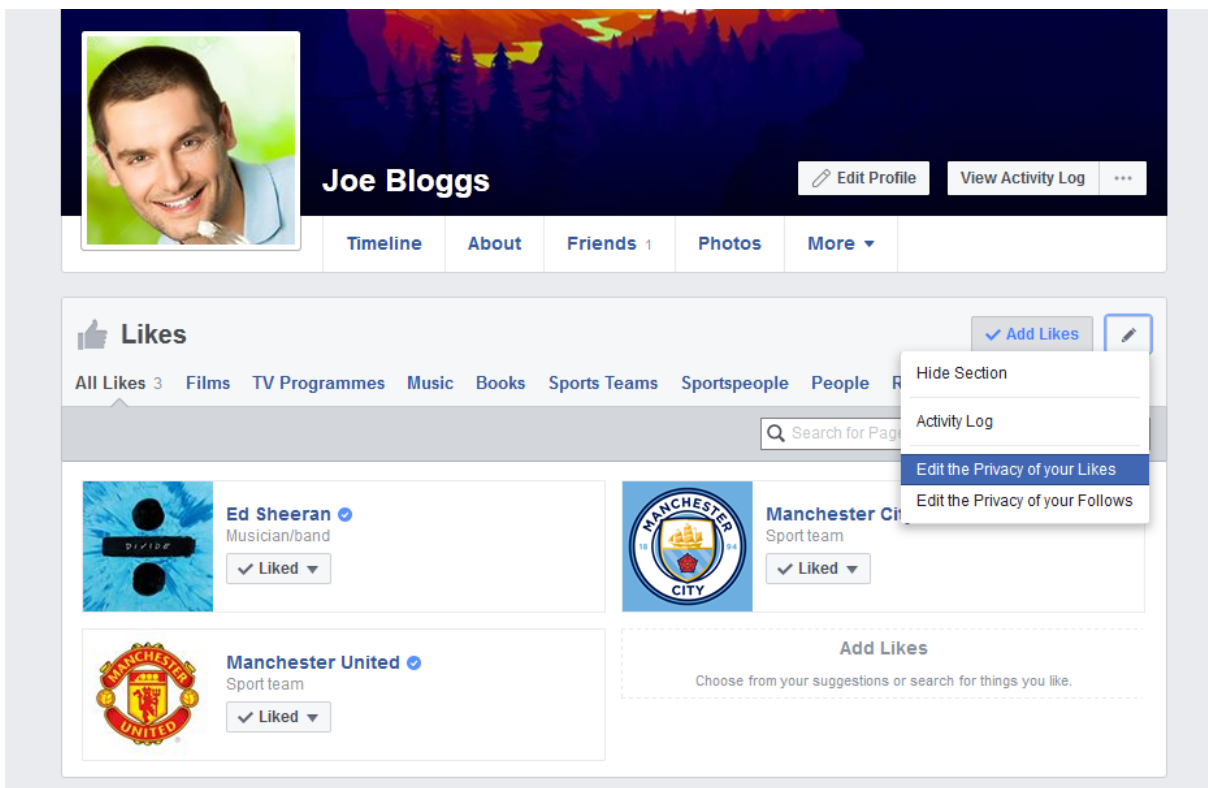 Joe Bloggs
Edit Profile
View Activity Log
Timeline
About
Friends 1
Photos
More
Likes
Add Likes
All Likes 3
Films
TV Programmes
Music
Books
Sports Teams
Sportspeople
People
R
Hide Section
Activity Log
Edit the Privacy of your Likes
Edit the Privacy of your Follows
Search for Pag
DIVIDE
Ed Sheeran
Musician/band
Liked
MANCHESTER
18 94
CITY
Manchester Cit
Sport team
Liked
MANCHESTER
UNITED
Manchester United
Sport team
Liked
Add Likes
Choose from your suggestions or search for things you like.